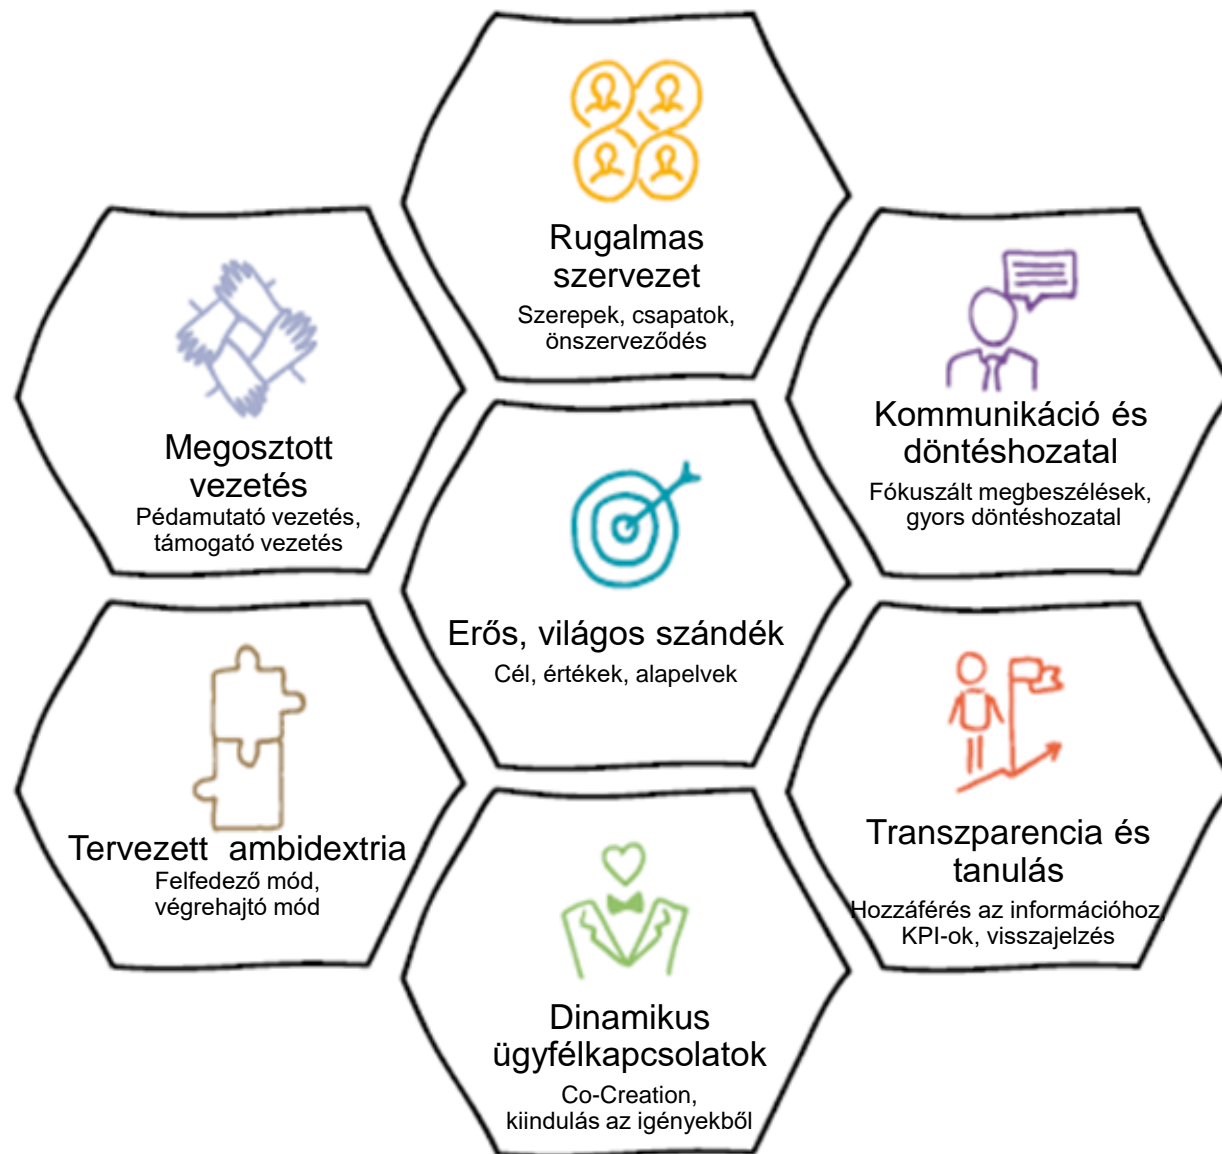 Rugalmas
szervezet
Szerepek, csapatok,
önszerveződés
Megosztott
vezetés
Pédamutató vezetés,
támogató vezetés
Kommunikáció és
döntéshozatal
Fókuszált megbeszélések,
gyors döntéshozatal
Erős, világos szándék
Cél, értékek, alapelvek
Tervezett  ambidextria
Felfedező mód,
végrehajtó mód
Transzparencia és
tanulás
Hozzáférés az információhoz,
KPI-ok, visszajelzés
Dinamikus
ügyfélkapcsolatok
Co-Creation,
kiindulás az igényekből